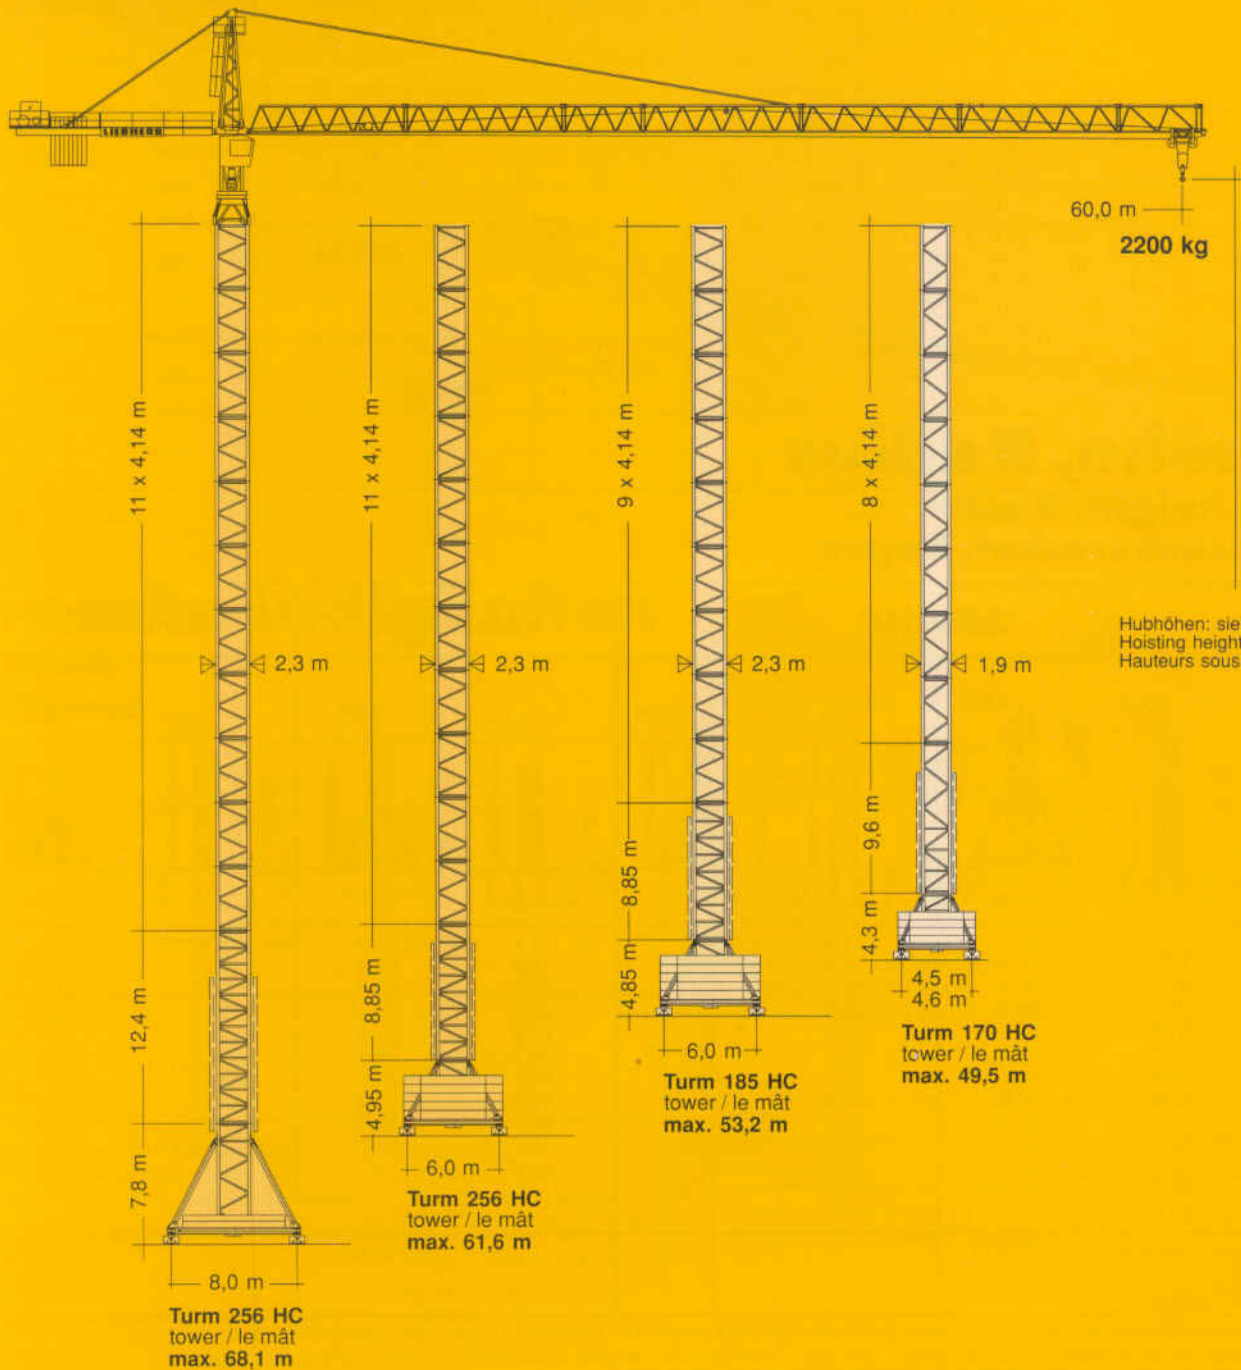 LIEBHERR
60,0 m
2200 kg
11 x 4,14 m
11 x 4,14 m
9 x 4,14 m
8 x 4,14 m
Hubhöhen:
Hoisting
Hauteurs sous
2,3 m
2,3 m
2,3 m
1,9 m
12,4 m
7,8 m
8,85 m
4,95 m
8,85 m
4,85 m
9,6 m
4,3 m
8,0 m
Turm 256 HC
tower / le mât
max. 68,1 m
6,0 m
Turm 256 HC
tower / le mât
max. 61,6 m
6,0 m
Turm 185 HC
tower / le mât
max. 53,2 m
4,5 m
4,6 m
Turm 170 HC
tower / le mât
max. 49,5 m